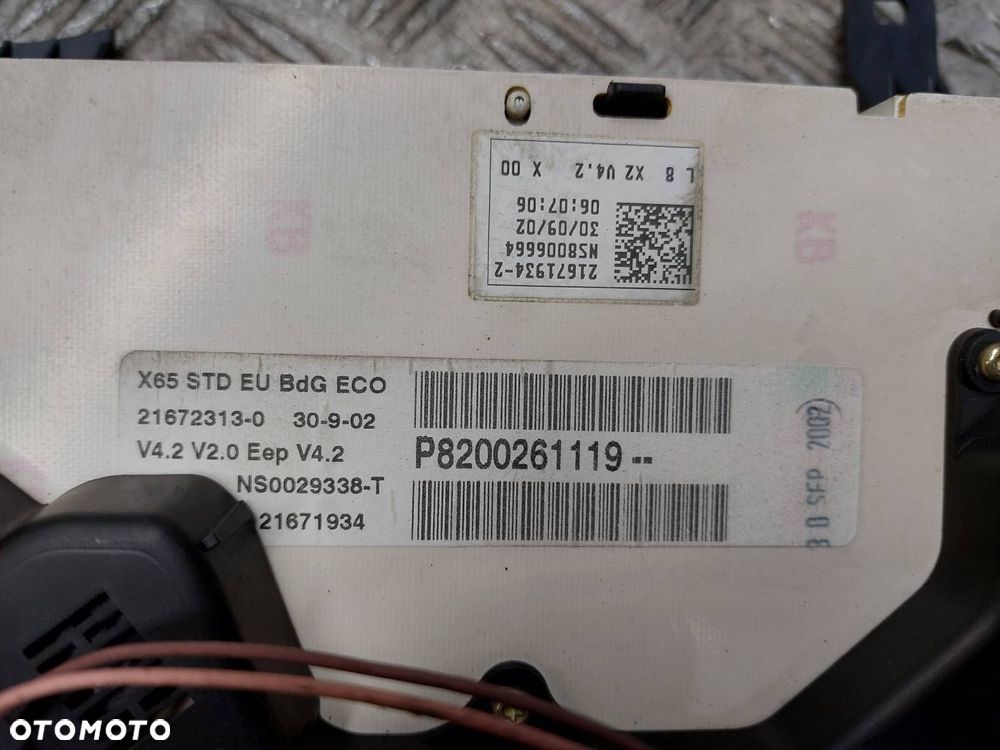 L 8 X2 V4.2 X 00
06:07:06
30/09/02
NS8006664
21671934-2
KB
KB
X65 STD EU BdG ECO
21672313-0 30-9-02
V4.2 V2.0 Eep V4.2
P8200261119--
NS0029338-T
21671934
30 SEP 2002
OTOMOTO